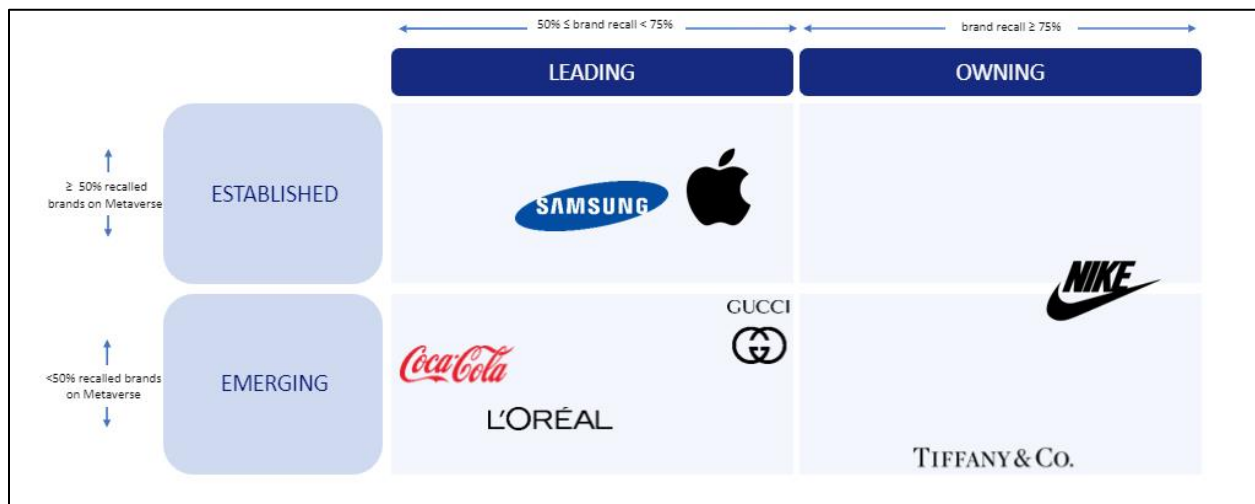 50% ≤ brand recall < 75%
brand recall ≥ 75%
LEADING
OWNING
≥ 50% recalled
brands on Metaverse
ESTABLISHED
SAMSUNG
NIKE
<50% recalled brands
on Metaverse
EMERGING
GUCCI
Coca-Cola
L'ORÉAL
TIFFANY & CO.